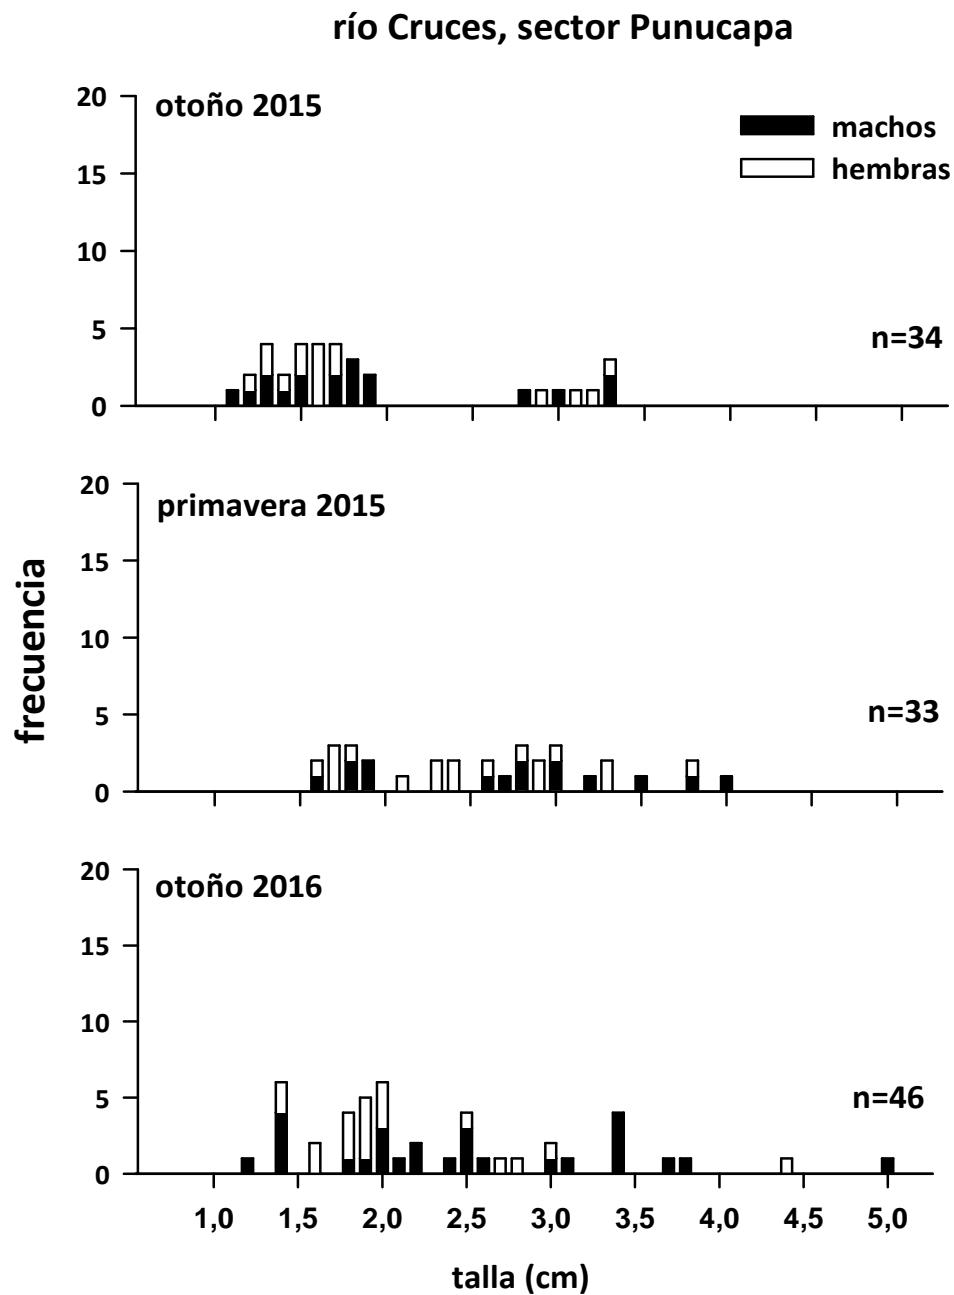 río Cruces, sector Punucapa
otoño 2015
machos
hembras
n=34
20
15
10
5
0
primavera 2015
n=33
20
15
10
5
0
frecuencia
otoño 2016
n=46
20
15
10
5
0
1,0 1,5 2,0 2,5 3,0 3,5 4,0 4,5 5,0
talla (cm)